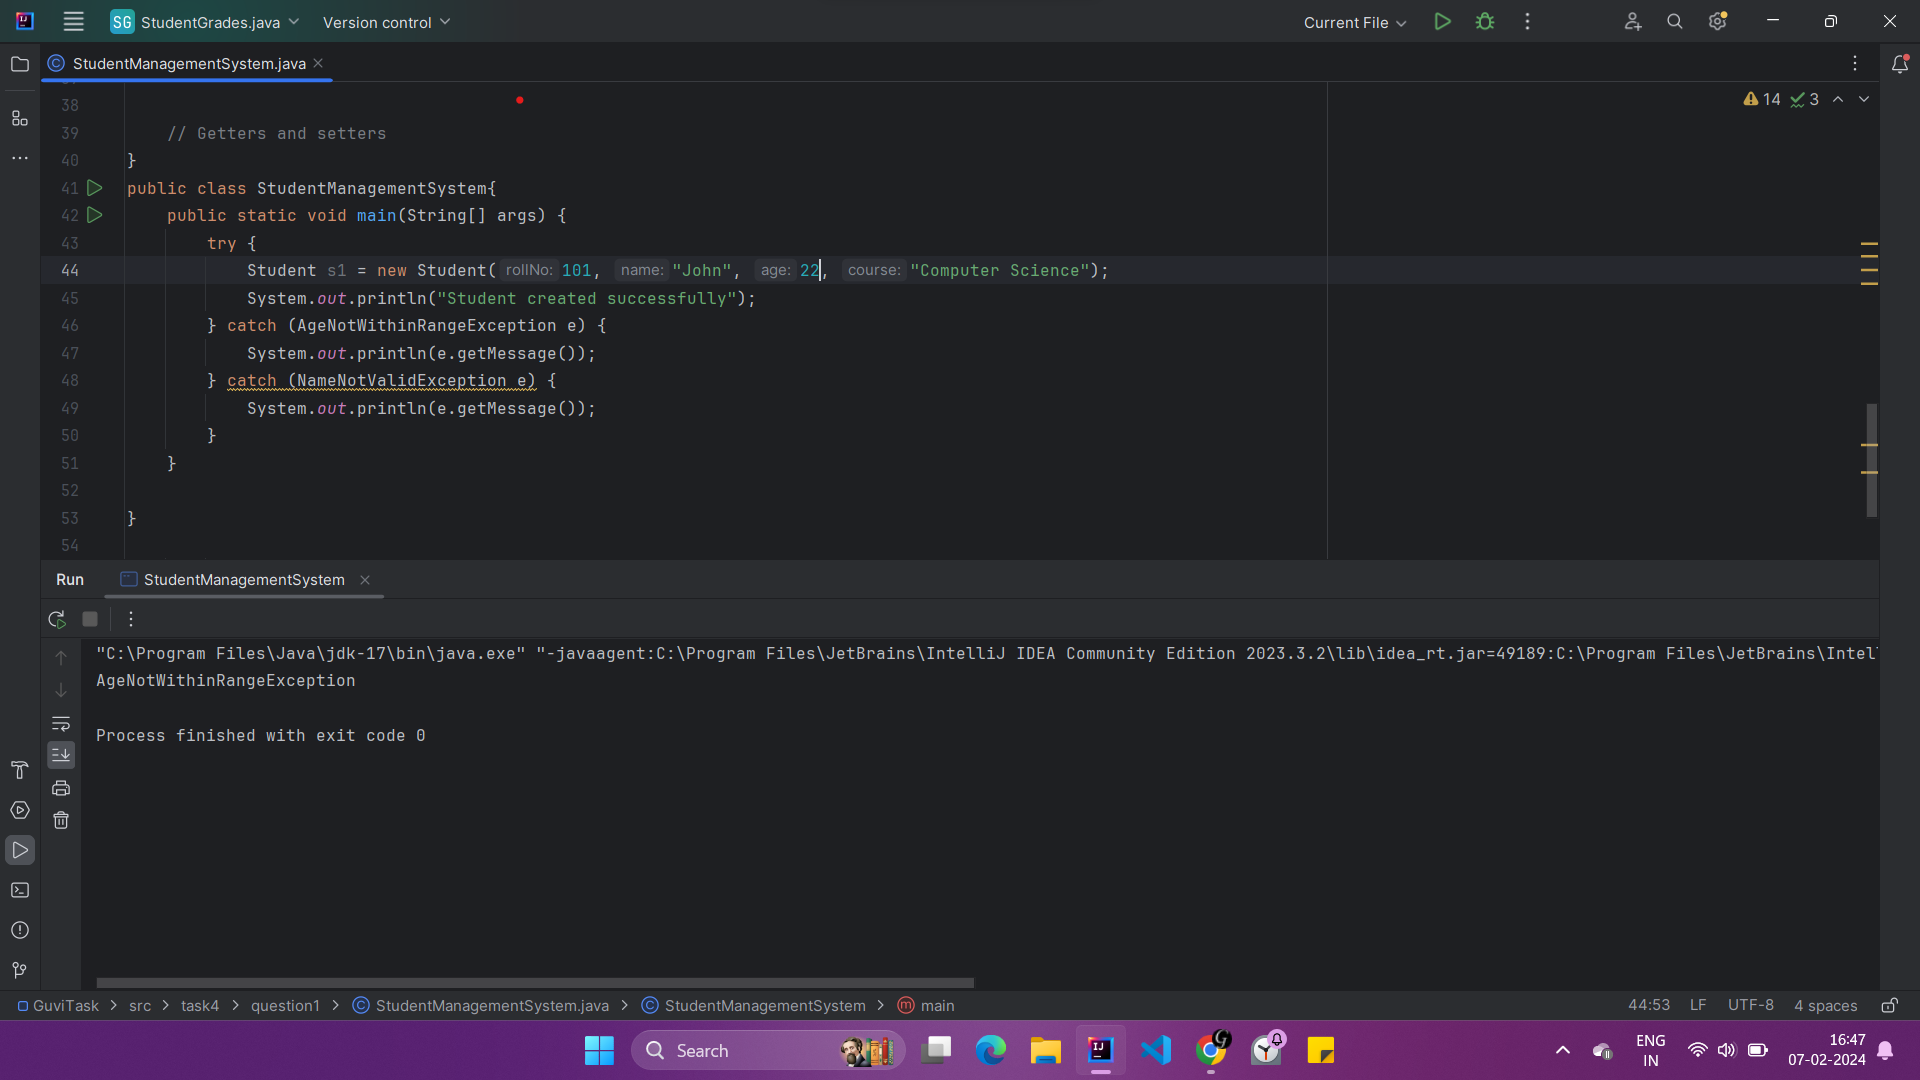 SG StudentGrades.java Version control Current File
StudentManagementSystem.java
14 3
38
39 // Getters and setters
40 }
41 public class StudentManagementSystem{
42 public static void main(String[] args) {
43 try {
44 Student s1 = new Student( rollNo: 101, name: "John", age: 22, course: "Computer Science");
45 System.out.println("Student created successfully");
46 } catch (AgeNotWithinRangeException e) {
47 System.out.println(e.getMessage());
48 } catch (NameNotValidException e) {
49 System.out.println(e.getMessage());
50 }
51 }
52
53 }
54
Run StudentManagementSystem
"C:\Program Files\Java\jdk-17\bin\java.exe" "-javaagent:C:\Program Files\JetBrains\IntelliJ IDEA Community Edition 2023.3.2\lib\idea_rt.jar=49189:C:\Program Files\JetBrains\Intel
AgeNotWithinRangeException
Process finished with exit code 0
GuviTask src task4 question1 StudentManagementSystem.java StudentManagementSystem main 44:53 LF UTF-8 4 spaces
Search
ENG
IN
16:47
07-02-2024